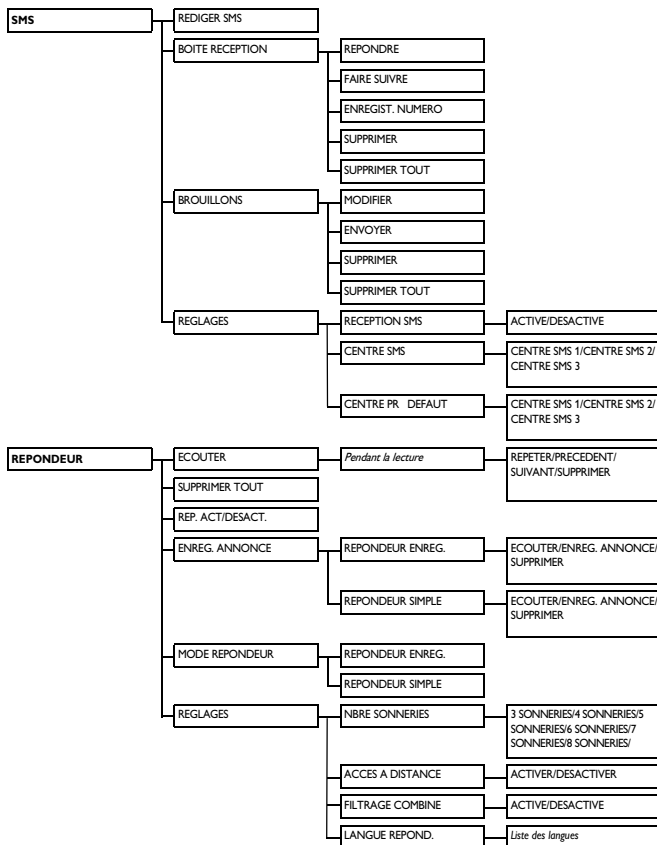 SMS
REDIGER SMS
BOITE RECEPTION
REPONDRE
FAIRE SUIVRE
ENREGIST. NUMERO
SUPPRIMER
SUPPRIMER TOUT
BROUILLONS
MODIFIER
ENVOYER
SUPPRIMER
SUPPRIMER TOUT
REGLAGES
RECEPTION SMS
ACTIVE/DESACTIVE
CENTRE SMS
CENTRE SMS 1/CENTRE SMS 2/
CENTRE SMS 3
CENTRE PR DEFAUT
CENTRE SMS 1/CENTRE SMS 2/
CENTRE SMS 3
REPONDEUR
ECOUTER
Pendant la lecture
REPETER/PRECEDENT/
SUIVANT/SUPPRIMER
SUPPRIMER TOUT
REP. ACT/DESACT.
ENREG. ANNONCE
REPONDEUR ENREG.
ECOUTER/ENREG. ANNONCE/
SUPPRIMER
REPONDEUR SIMPLE
ECOUTER/ENREG. ANNONCE/
SUPPRIMER
MODE REPONDEUR
REPONDEUR ENREG.
REPONDEUR SIMPLE
REGLAGES
NBRE SONNERIES
3 SONNERIES/4 SONNERIES/5
SONNERIES/6 SONNERIES/7
SONNERIES/8 SONNERIES/
ACCES A DISTANCE
ACTIVER/DESACTIVER
FILTRAGE COMBINE
ACTIVE/DESACTIVE
LANGUE REPOND.
Liste des langues